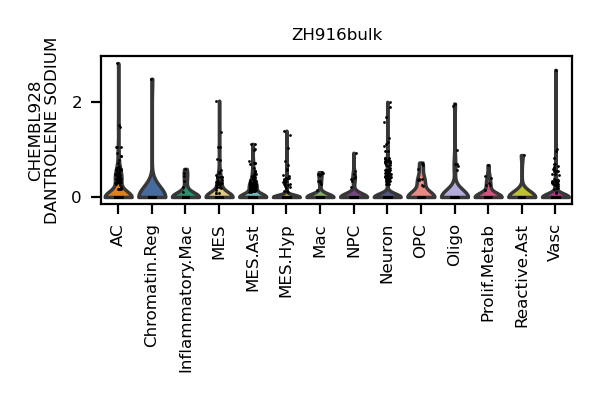 ZH916bulk
CHEMBL928
DANTROLENE SODIUM
2
0
AC
Chromatin.Reg
Inflammatory.Mac
MES
MES.Ast
MES.Hyp
Mac
NPC
Neuron
OPC
Oligo
Prolif.Metab
Reactive.Ast
Vasc